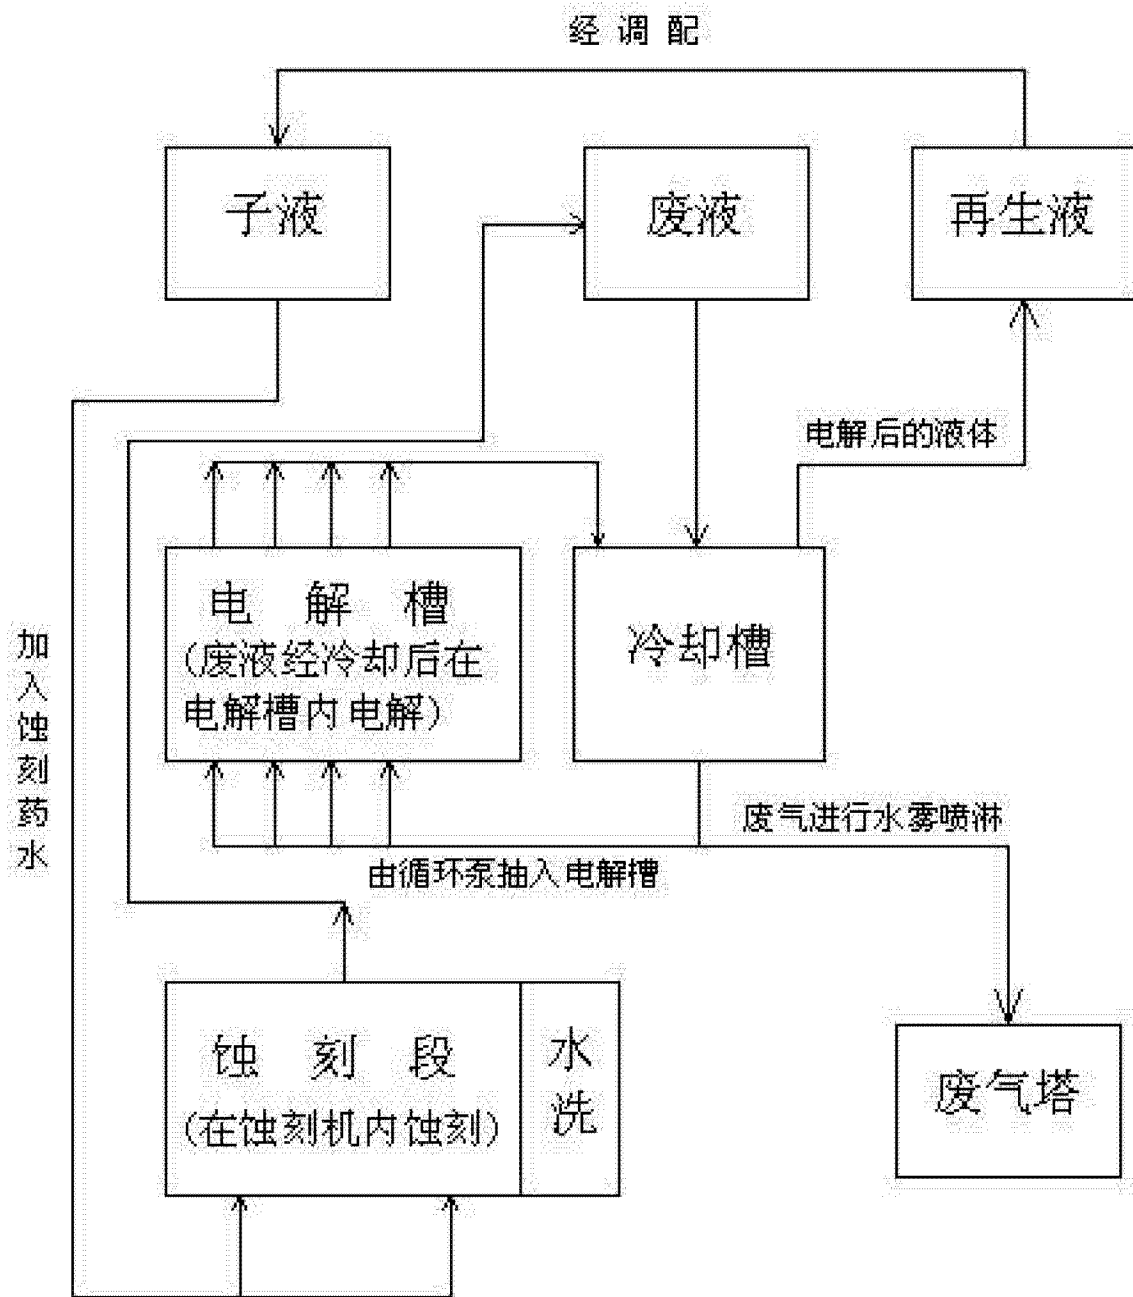 经调配
子液
废液
再生液
电解后的液体
电解槽
(废液经冷却后在
电解槽内电解)
冷却槽
加入蚀刻药水
废气进行水雾喷淋
由循环泵抽入电解槽
蚀刻段
(在蚀刻机内蚀刻)
水洗
废气塔